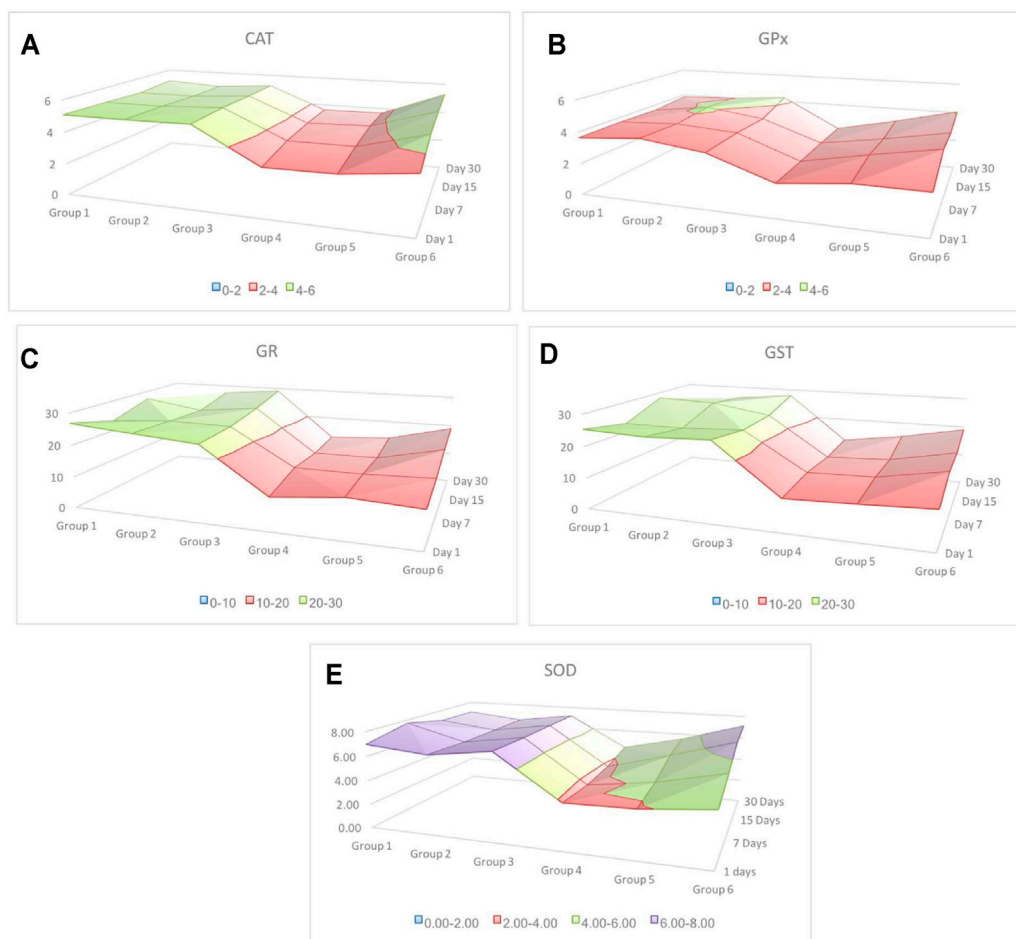 A
CAT
6
4
2
0
Group 1
Group 2
Group 3
Group 4
Group 5
Group 6
Day 30
Day 15
Day 7
Day 1
0-2 2-4 4-6
B
GPx
6
4
2
0
Group 1
Group 2
Group 3
Group 4
Group 5
Group 6
Day 30
Day 15
Day 7
Day 1
0-2 2-4 4-6
C
GR
30
20
10
0
Group 1
Group 2
Group 3
Group 4
Group 5
Group 6
Day 30
Day 15
Day 7
Day 1
0-10 10-20 20-30
D
GST
30
20
10
0
Group 1
Group 2
Group 3
Group 4
Group 5
Group 6
Day 30
Day 15
Day 7
Day 1
0-10 10-20 20-30
E
SOD
8.00
6.00
4.00
2.00
0.00
Group 1
Group 2
Group 3
Group 4
Group 5
Group 6
30 Days
15 Days
7 Days
1 days
0.00-2.00 2.00-4.00 4.00-6.00 6.00-8.00